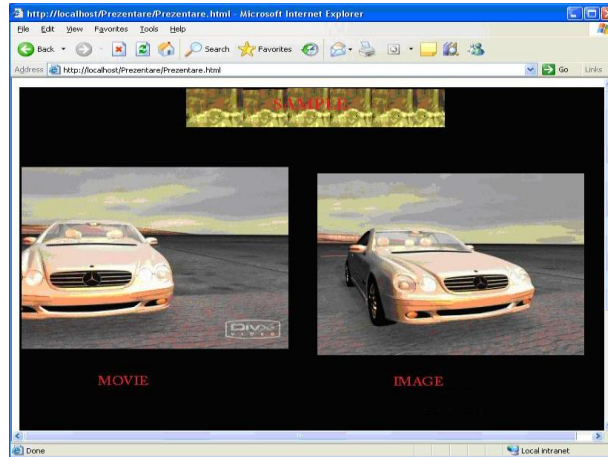 http://localhost/Prezentare/Prezentare.html - Microsoft Internet Explorer
File Edit View Favorites Tools Help
Back Search Favorites
Address http://localhost/Prezentare/Prezentare.html Go Links
SAMPLE
DivX
VIDEO
MOVIE IMAGE
Done Local intranet